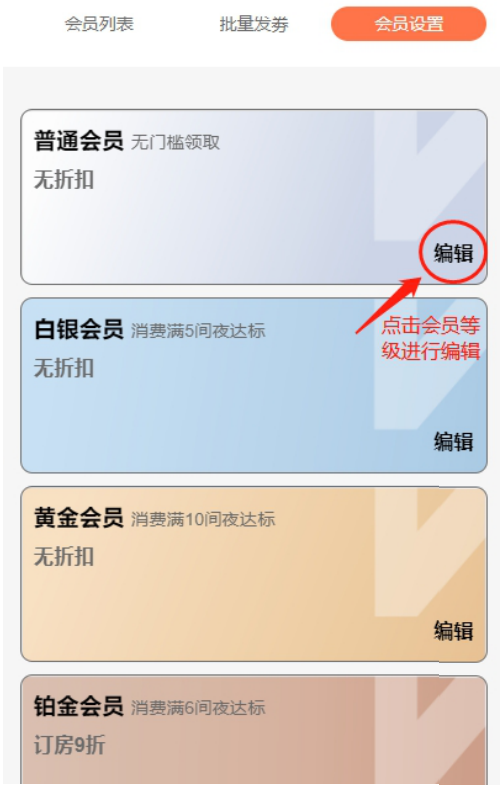 会员列表 批量发券 会员设置
普通会员 无门槛领取
无折扣
编辑
点击会员等
级进行编辑
白银会员 消费满5间夜达标
无折扣
编辑
黄金会员 消费满10间夜达标
无折扣
编辑
铂金会员 消费满6间夜达标
订房9折